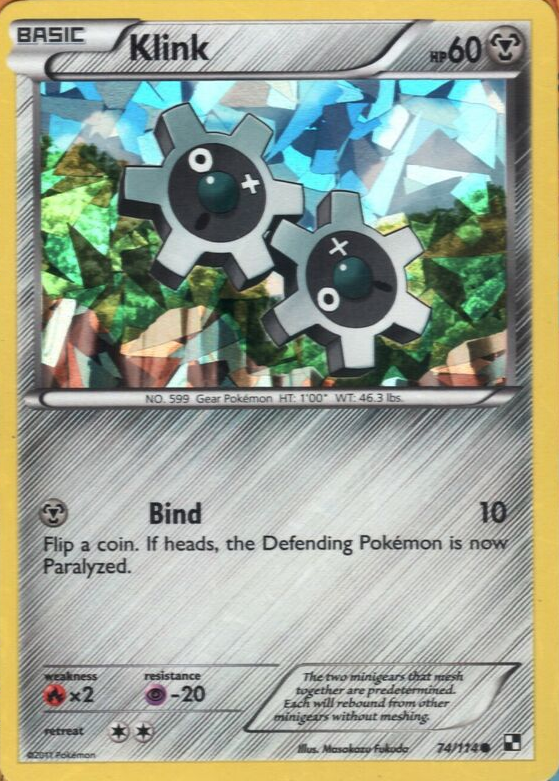 BASIC
Klink
HP60
NO. 599 Gear Pokémon HT: 1'00" WT: 46.3 lbs.
Bind 10
Flip a coin. If heads, the Defending Pokémon is now
Paralyzed.
weakness
×2
resistance
-20
retreat
The two minigears that mesh
together are predetermined.
Each will rebound from other
minigears without meshing.
©2011 Pokémon
Illus. Masakazu Fukuda
74/114